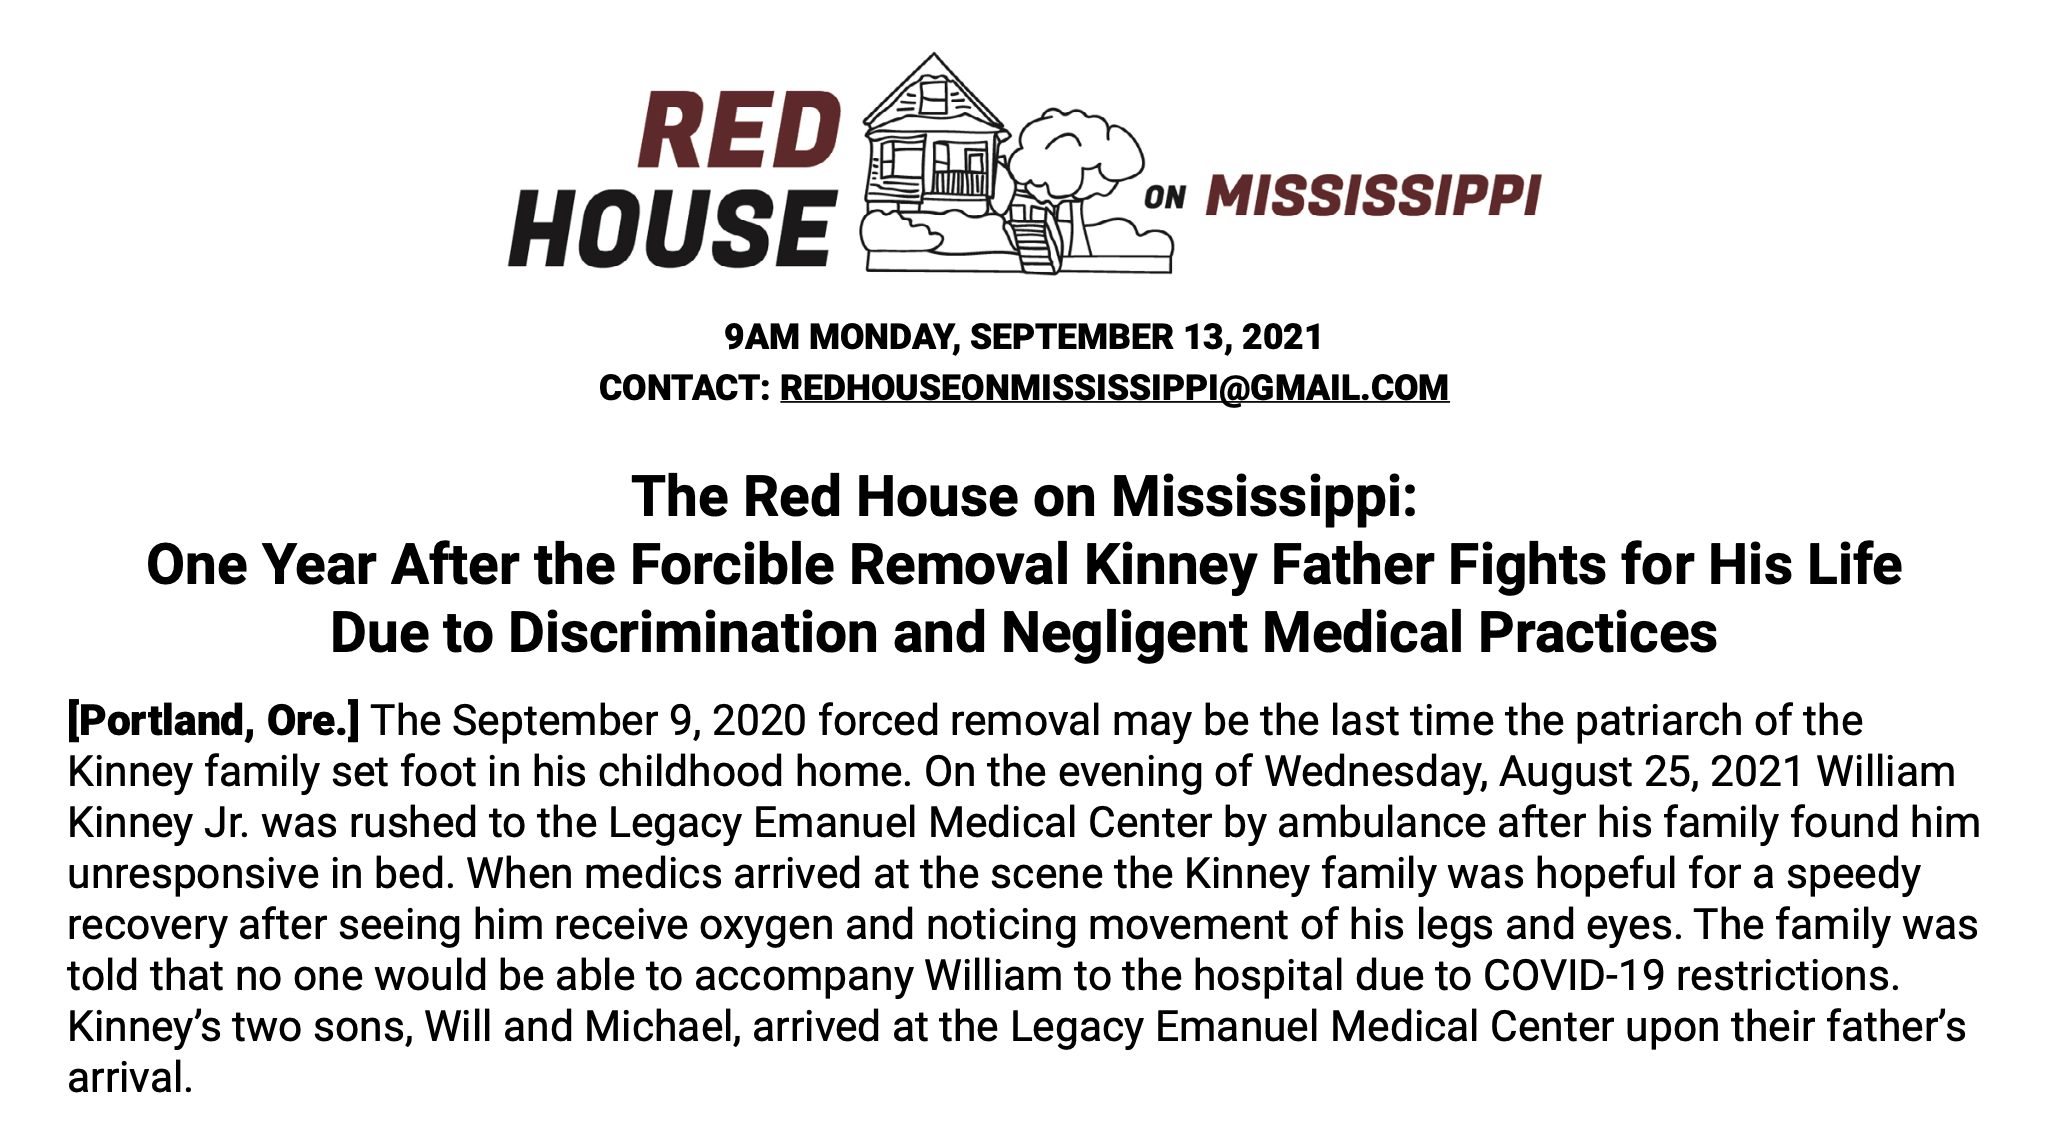 RED
HOUSE
ON MISSISSIPPI
9AM MONDAY, SEPTEMBER 13, 2021
CONTACT: REDHOUSEONMISSISSIPPI@GMAIL.COM
The Red House on Mississippi:
One Year After the Forcible Removal Kinney Father Fights for His Life
Due to Discrimination and Negligent Medical Practices
[Portland, Ore.] The September 9, 2020 forced removal may be the last time the patriarch of the
Kinney family set foot in his childhood home. On the evening of Wednesday, August 25, 2021 William
Kinney Jr. was rushed to the Legacy Emanuel Medical Center by ambulance after his family found him
unresponsive in bed. When medics arrived at the scene the Kinney family was hopeful for a speedy
recovery after seeing him receive oxygen and noticing movement of his legs and eyes. The family was
told that no one would be able to accompany William to the hospital due to COVID-19 restrictions.
Kinney’s two sons, Will and Michael, arrived at the Legacy Emanuel Medical Center upon their father’s
arrival.